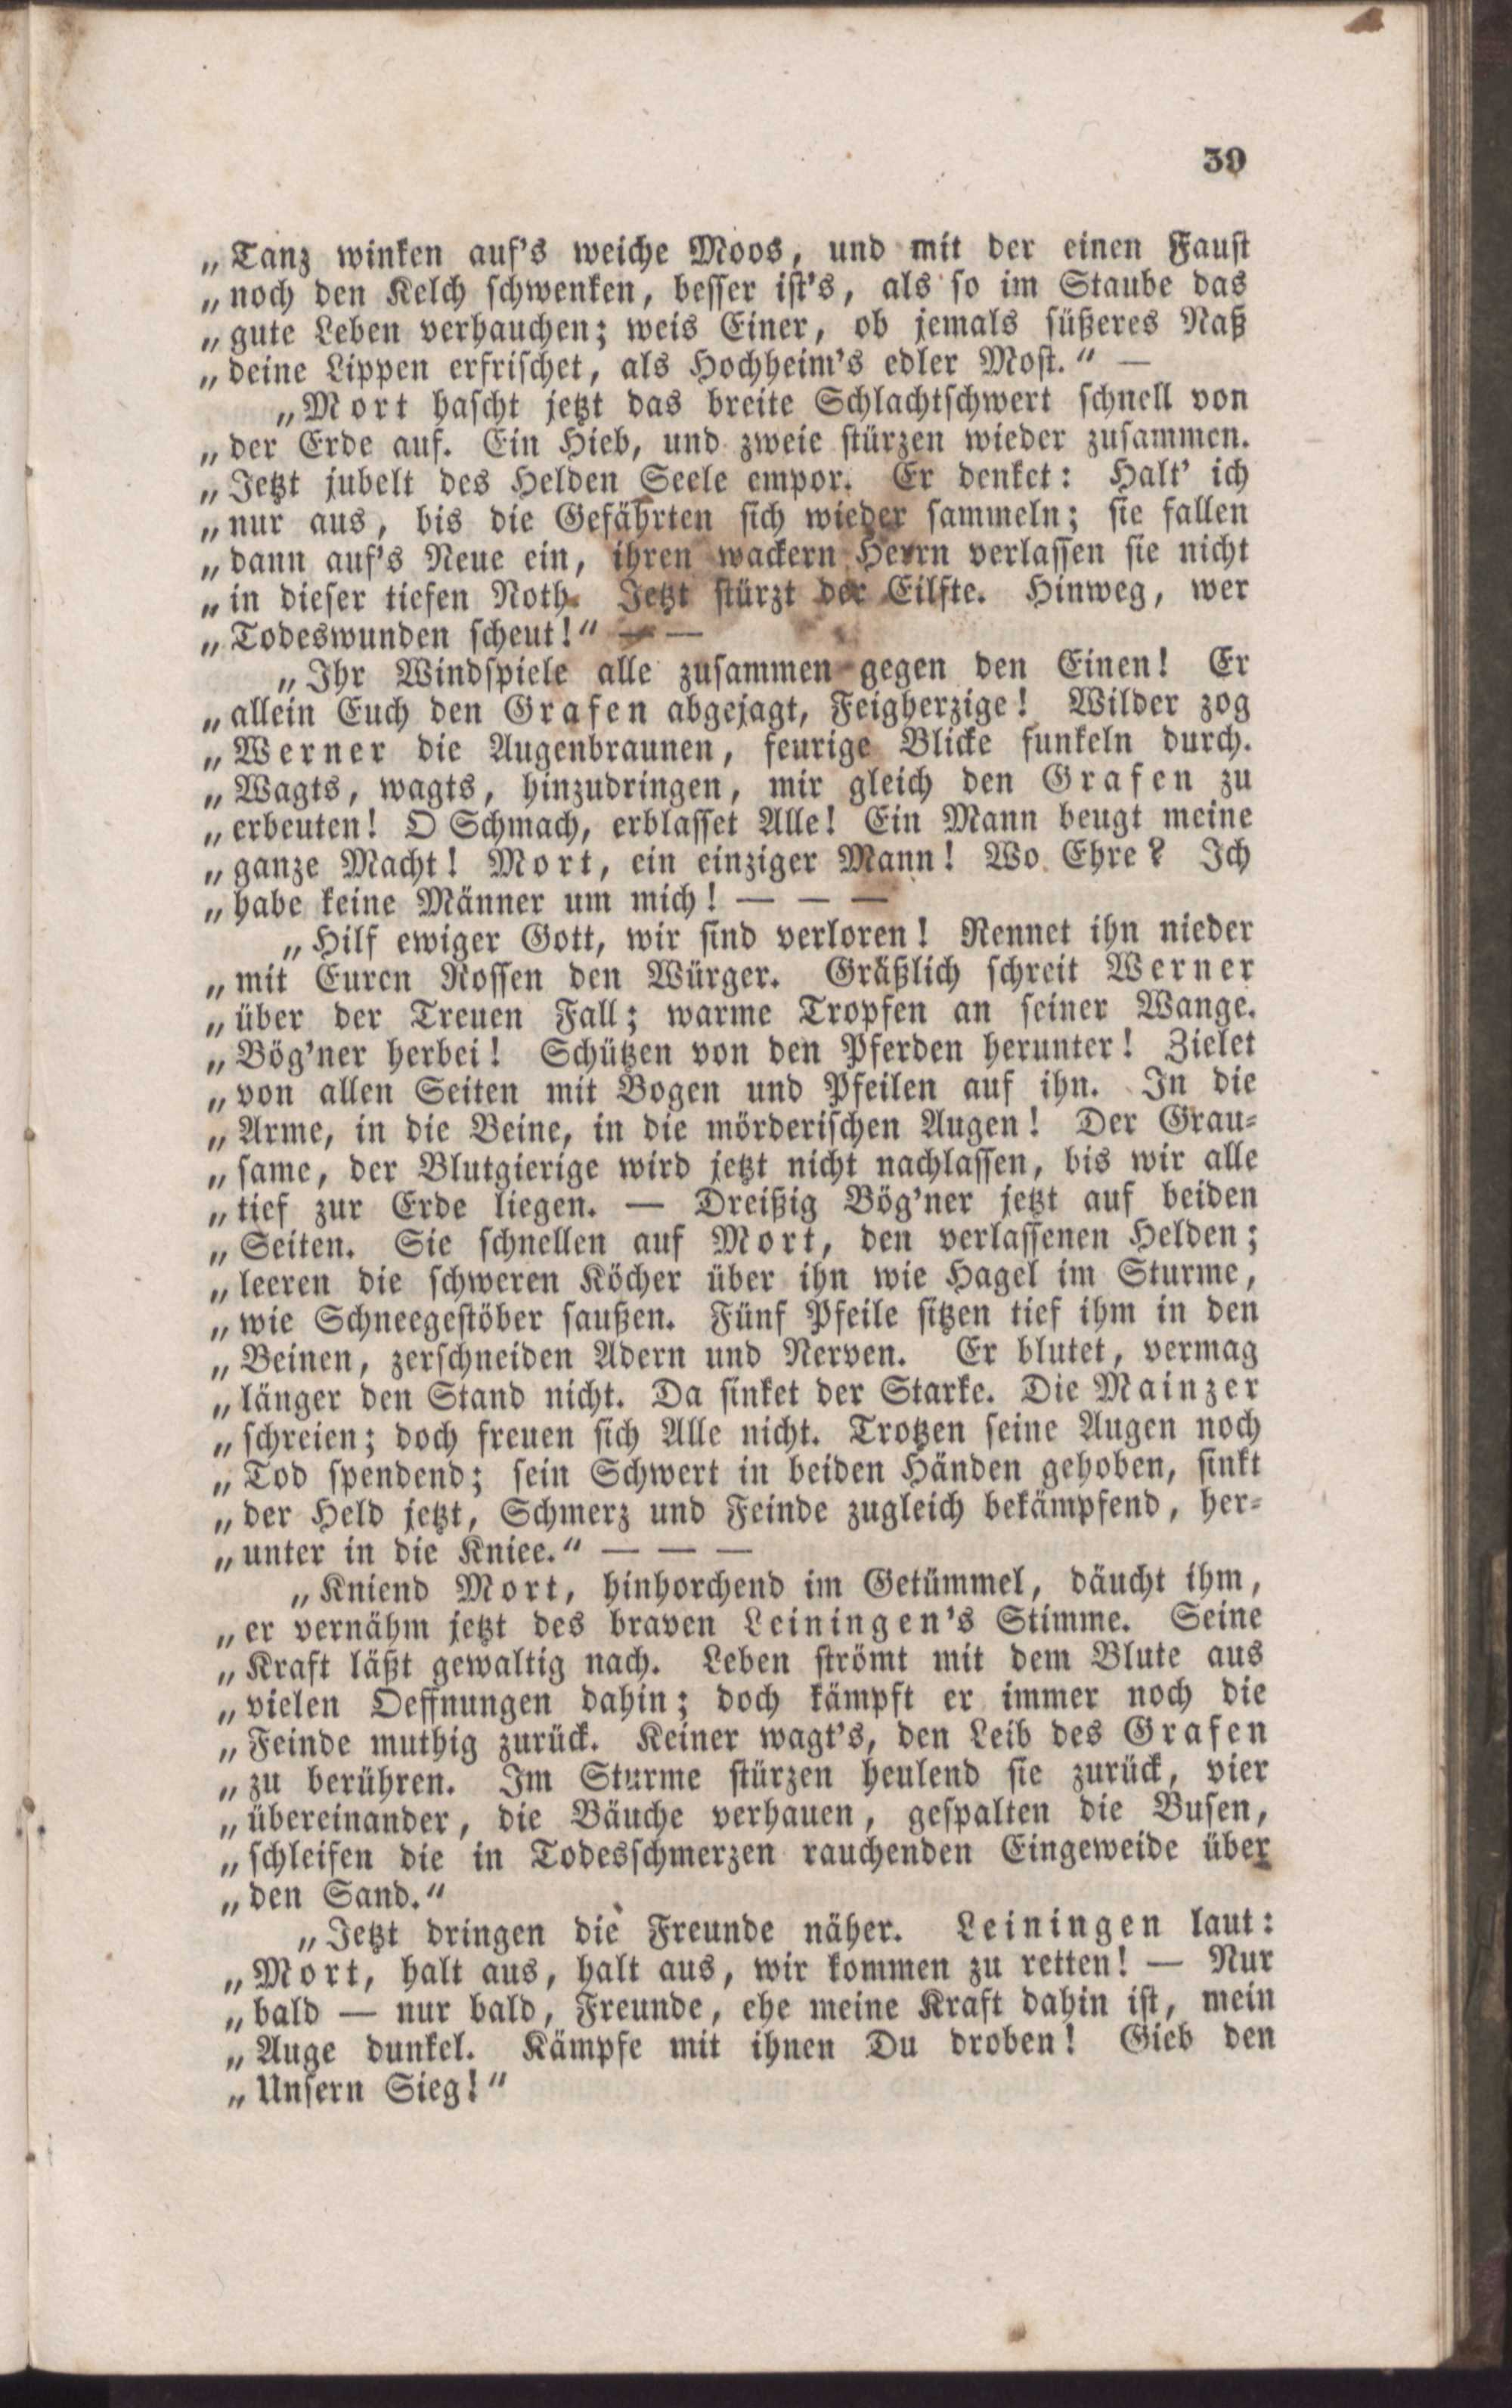 39
„Tanz winken auf's weiche Moos, und mit der einen Faust
„noch den Kelch schwenken, besser ist's, als so im Staube das
„gute Leben verhauchen; weis Einer, ob jemals süßeres Naß
„deine Lippen erfrischet, als Hochheim's edler Most.“ —
„Mort hascht jetzt das breite Schlachtschwert schnell von
„der Erde auf. Ein Hieb, und zweie stürzen wieder zusammen.
„Jetzt jubelt des Helden Seele empor. Er denket: Halt' ich
„nur aus, bis die Gefährten sich wieder sammeln; sie fallen
„dann auf's Neue ein, ihren wackern Herrn verlassen sie nicht
„in dieser tiefen Noth. Jetzt stürzt der Eilfte. Hinweg, wer
„Todeswunden scheut!“ — —
„Ihr Windspiele alle zusammen gegen den Einen! Er
„allein Euch den Grafen abgejagt, Feigherzige! Wilder zog
„Werner die Augenbraunen, feurige Blicke funkeln durch.
„Wagts, wagts, hinzudringen, mir gleich den Grafen zu
„erbeuten! O Schmach, erblasset Alle! Ein Mann beugt meine
„ganze Macht! Mort, ein einziger Mann! Wo Ehre? Ich
„habe keine Männer um mich! — — —
„Hilf ewiger Gott, wir sind verloren! Rennet ihn nieder
„mit Euren Rossen den Würger. Gräßlich schreit Werner
„über der Treuen Fall; warme Tropfen an seiner Wange.
„Bög'ner herbei! Schützen von den Pferden herunter! Zielet
„von allen Seiten mit Bogen und Pfeilen auf ihn. In die
„Arme, in die Beine, in die mörderischen Augen! Der Grau-
„same, der Blutgierige wird jetzt nicht nachlassen, bis wir alle
„tief zur Erde liegen. — Dreißig Bög'ner jetzt auf beiden
„Seiten. Sie schnellen auf Mort, den verlassenen Helden;
„leeren die schweren Köcher über ihn wie Hagel im Sturme,
„wie Schneegestöber saußen. Fünf Pfeile sitzen tief ihm in den
„Beinen, zerschneiden Adern und Nerven. Er blutet, vermag
„länger den Stand nicht. Da sinket der Starke. Die Mainzer
„schreien; doch freuen sich Alle nicht. Trotzen seine Augen noch
„Tod spendend; sein Schwert in beiden Händen gehoben, sinkt
„der Held jetzt, Schmerz und Feinde zugleich bekämpfend, her-
„unter in die Kniee.“ — — —
„Kniend Mort, hinhorchend im Getümmel, däucht ihm,
„er vernähm jetzt des braven Leiningen's Stimme. Seine
„Kraft läßt gewaltig nach. Leben strömt mit dem Blute aus
„vielen Oeffnungen dahin; doch kämpft er immer noch die
„Feinde muthig zurück. Keiner wagt's, den Leib des Grafen
„zu berühren. Im Sturme stürzen heulend sie zurück, vier
„übereinander, die Bäuche verhauen, gespalten die Busen,
„schleifen die in Todesschmerzen rauchenden Eingeweide über
„den Sand.“
„Jetzt dringen die Freunde näher. Leiningen laut:
„Mort, halt aus, halt aus, wir kommen zu retten! — Nur
„bald — nur bald, Freunde, ehe meine Kraft dahin ist, mein
„Auge dunkel. Kämpfe mit ihnen Du droben! Gieb den
„Unsern Sieg!“